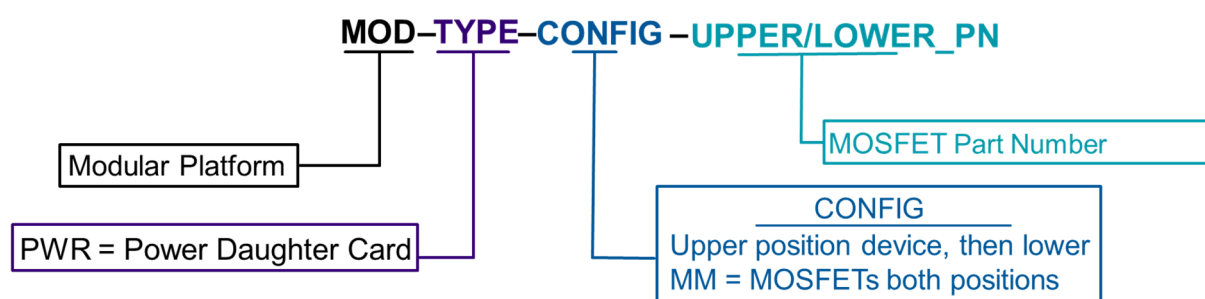 MOD–TYPE–CONFIG –UPPER/LOWER_PN
MOSFET Part Number
Modular Platform
CONFIG
PWR = Power Daughter Card
Upper position device, then lower
MM = MOSFETs both positions